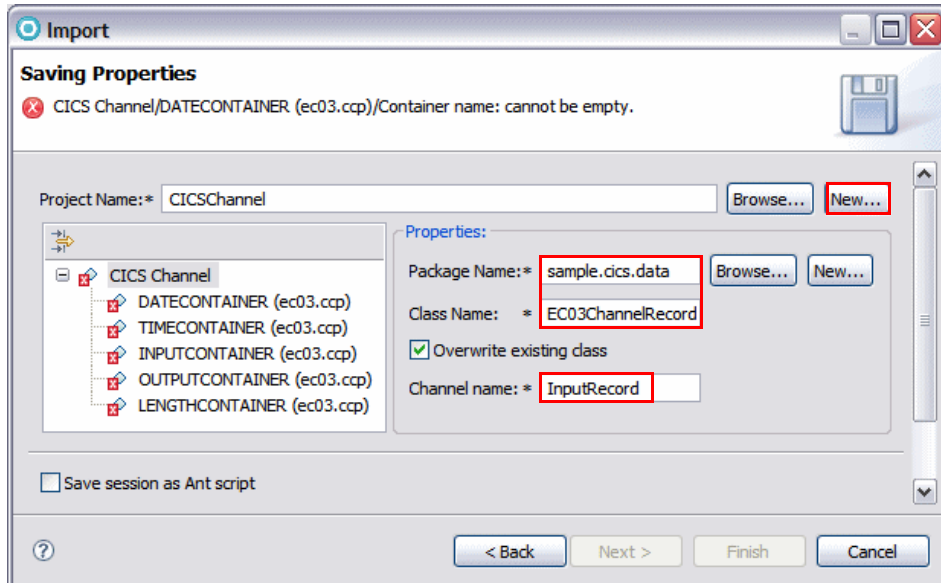 Import
Saving Properties
CICS Channel/DATECONTAINER (ec03.ccp)/Container name: cannot be empty.
Project Name:* CICSChannel Browse... New...
Properties:
CICS Channel
DATECONTAINER (ec03.ccp)
TIMECONTAINER (ec03.ccp)
INPUTCONTAINER (ec03.ccp)
OUTPUTCONTAINER (ec03.ccp)
LENGTHCONTAINER (ec03.ccp)
Package Name:* sample.cics.data Browse... New...
Class Name: * EC03ChannelRecord
Overwrite existing class
Channel name: * InputRecord
Save session as Ant script
? < Back Next > Finish Cancel